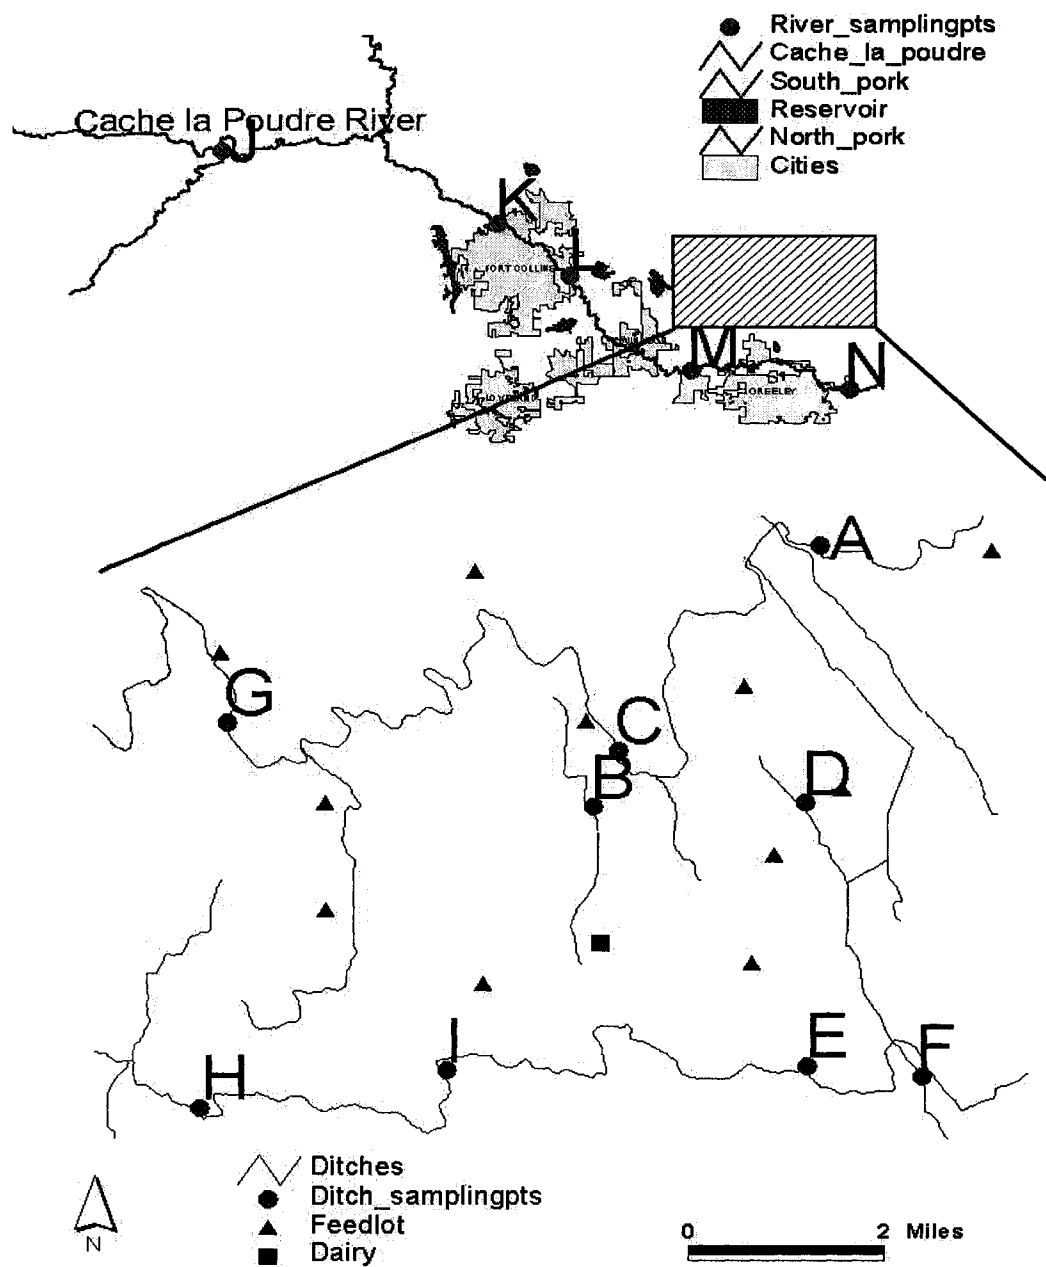 River_samplingpts
Cache_la_poudre
South_pork
Reservoir
North_pork
Cities
Cache la Poudre River
J
K
FORT COLLINS
L
M
N
GREELEY
A
G
C
B
D
I
E
F
H
Ditches
Ditch_samplingpts
Feedlot
Dairy
N
0 2 Miles